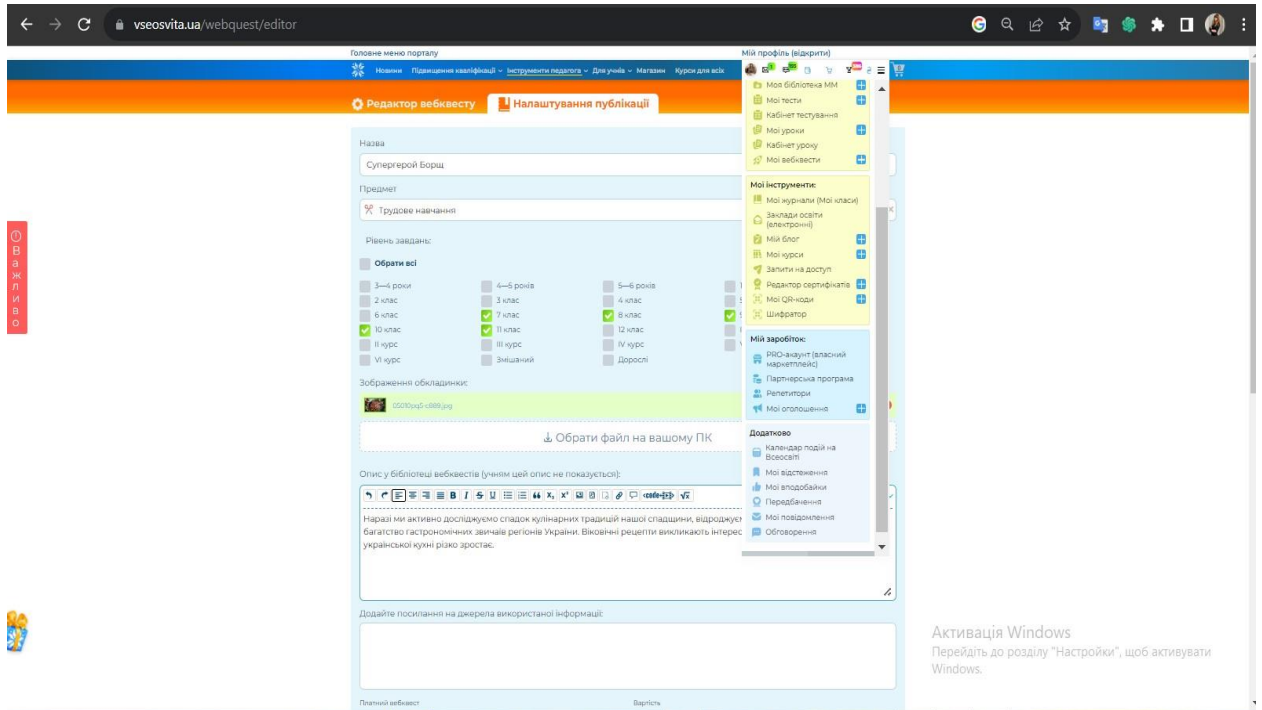 vseosvita.ua/webquest/editor
Головне меню порталу
Мій профіль (відкрити)
Новини Підвищення кваліфікації Інструменти педагога Для учнів Магазин Курси для всіх
Редактор вебквесту Налаштування публікації
Назва
Супергерой Борщ
Предмет
Трудове навчання
Рівень завдань:
Обрати всі
3—4 роки 4—5 років 5—6 років
2 клас 3 клас 4 клас
6 клас 7 клас 8 клас
10 клас 11 клас 12 клас
II курс III курс IV курс
VI курс Змішаний Дорослі
Зображення обкладинки:
Обрати файл на вашому ПК
Опис у бібліотеці вебквестів (учням цей опис не показується):
Наразі ми активно досліджуємо спадок кулінарних традицій нашої спадщини, відроджуєм
багатство гастрономічних звичаїв регіонів України. Віковічні рецепти викликають інтерес
української кухні різко зростає.
Додайте посилання на джерела використаної інформації:
Платний вебквест Вартість
Моя бібліотека ММ
Мої тести
Кабінет тестування
Мої уроки
Кабінет уроку
Мої вебквести
Мої інструменти:
Мої журнали (Мої класи)
Заклади освіти
(електронні)
Мій блог
Мої курси
Запити на доступ
Редактор сертифікатів
Мої QR-коди
Шифратор
Мій заробіток:
PRO-акаунт (власний
маркетплейс)
Партнерська програма
Репетитори
Мої оголошення
Додатково
Календар подій на
Всеосвіті
Мої відстеження
Мої вподобайки
Передбачення
Мої повідомлення
Обговорення
Важливо
Активація Windows
Перейдіть до розділу "Настройки", щоб активувати
Windows.